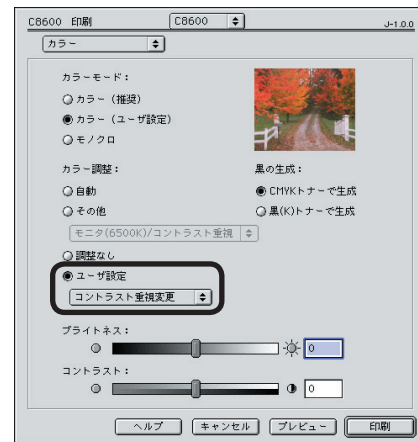 C8600 印刷 C8600 J-1.0.0
カラー
カラーモード：
カラー（推奨）
カラー（ユーザ設定）
モノクロ
カラー調整： 黒の生成：
自動 CMYKトナーで生成
その他 黒(K)トナーで生成
モニタ(6500K)/コントラスト重視
調整なし
ユーザ設定
コントラスト重視変更
ブライトネス：
0
コントラスト：
0
ヘルプ キャンセル プレビュー 印刷